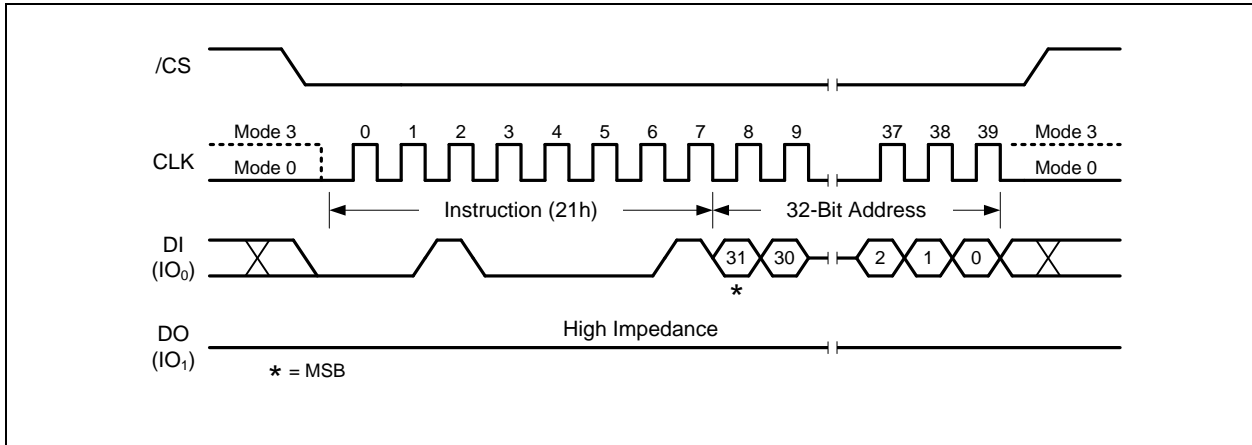 /CS
Mode 3 0 1 2 3 4 5 6 7 8 9 37 38 39 Mode 3
CLK
Mode 0 Mode 0
Instruction (21h) 32-Bit Address
DI
(IO₀)
31 30 2 1 0
*
DO
(IO₁)
High Impedance
* = MSB